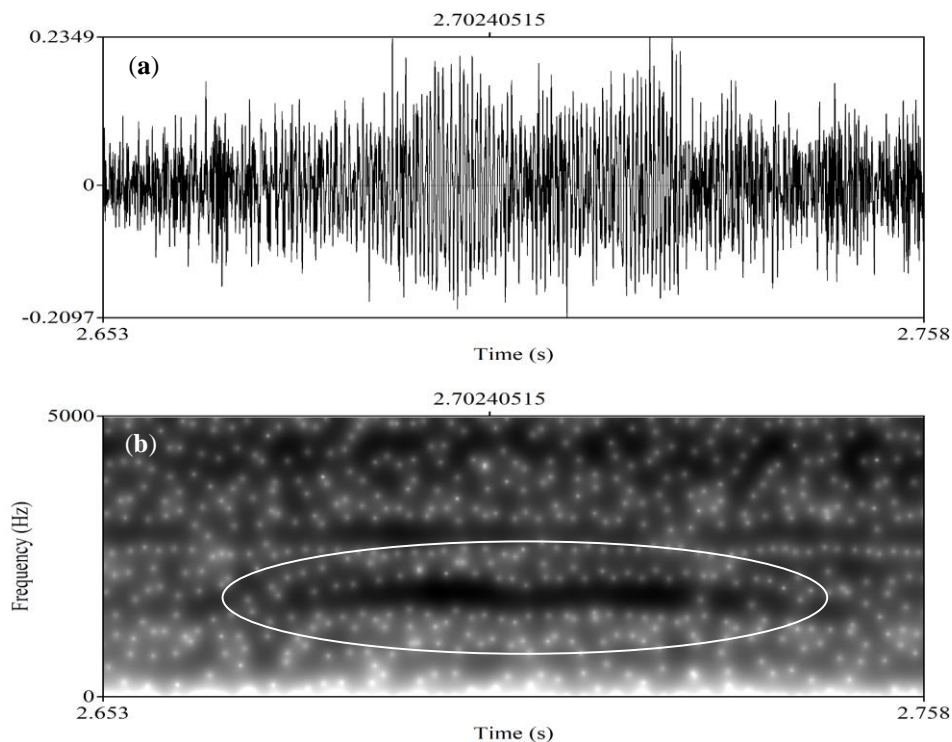 2.70240515
0.2349
(a)
0
-0.2097
2.653
2.758
Time (s)
2.70240515
5000
(b)
Frequency (Hz)
0
2.653
2.758
Time (s)